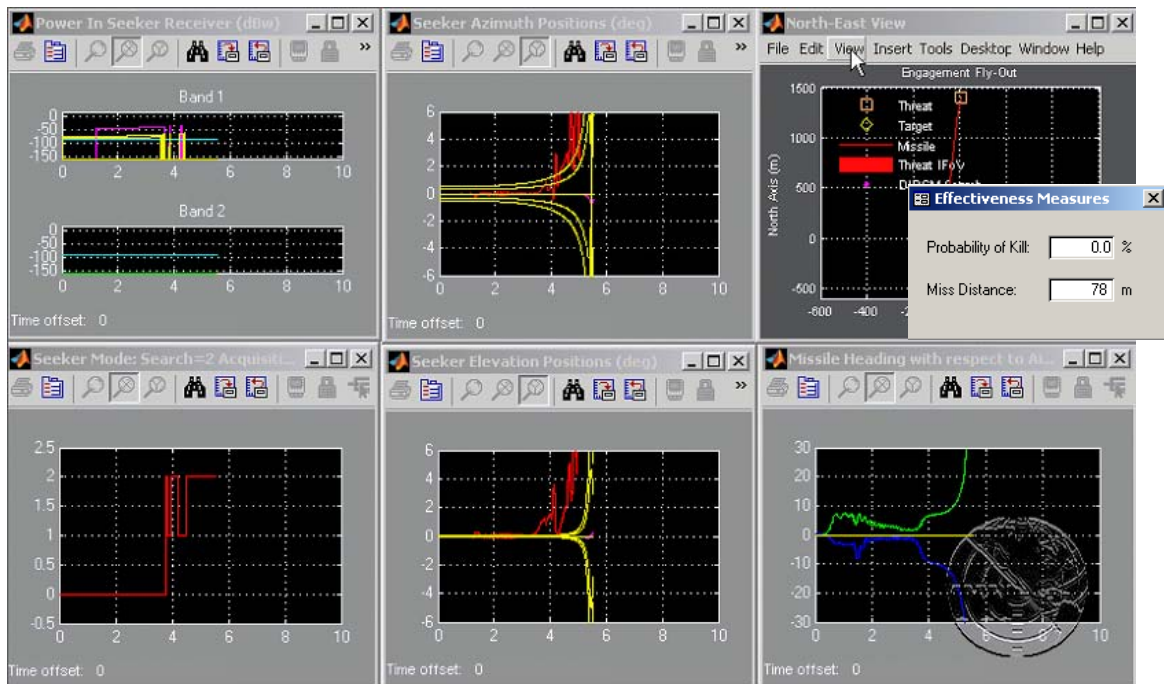 Power In Seeker Receiver (dBw)
Band 1
0
-50
-100
-150
0 2 4 6 8 10
Band 2
0
-50
-100
-150
0 2 4 6 8 10
Time offset: 0
Seeker Azimuth Positions (deg)
6
4
2
0
-2
-4
-6
0 2 4 6 8 10
Time offset: 0
North-East View
File Edit View Insert Tools Desktop Window Help
Engagement Fly-Out
North Axis (m)
1500
1000
500
0
-500
-600 -400
Threat
Target
Missile
Threat IFoV
Effectiveness Measures
Probability of Kill: 0.0 %
Miss Distance: 78 m
Seeker Mode: Search=2 Acquisiti...
2.5
2
1.5
1
0.5
0
-0.5
0 2 4 6 8 10
Time offset: 0
Seeker Elevation Positions (deg)
6
4
2
0
-2
-4
-6
0 2 4 6 8 10
Time offset: 0
Missile Heading with respect to Ai...
30
20
10
0
-10
-20
-30
0 2 4 6 8 10
Time offset: 0